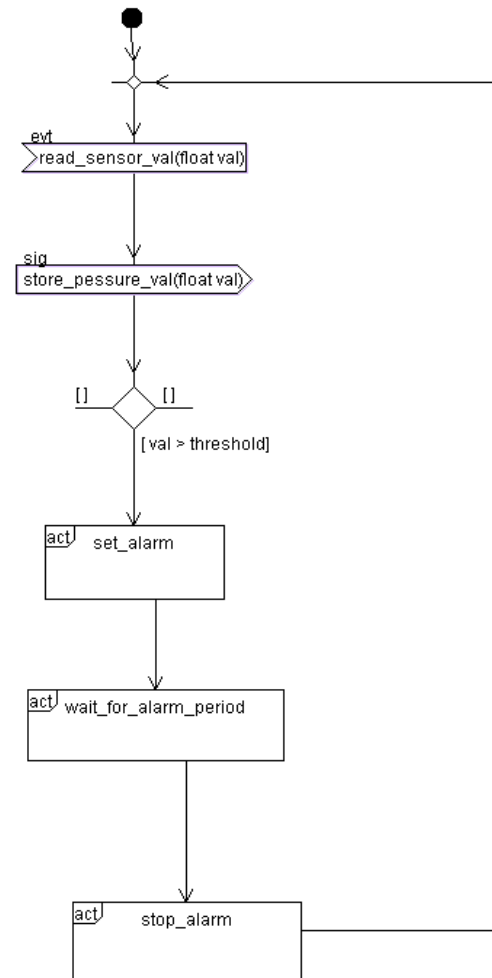 evt
read_sensor_val(float val)
sig
store_pessure_val(float val)
[ ] [ ]
[ val > threshold]
act set_alarm
act wait_for_alarm_period
act stop_alarm